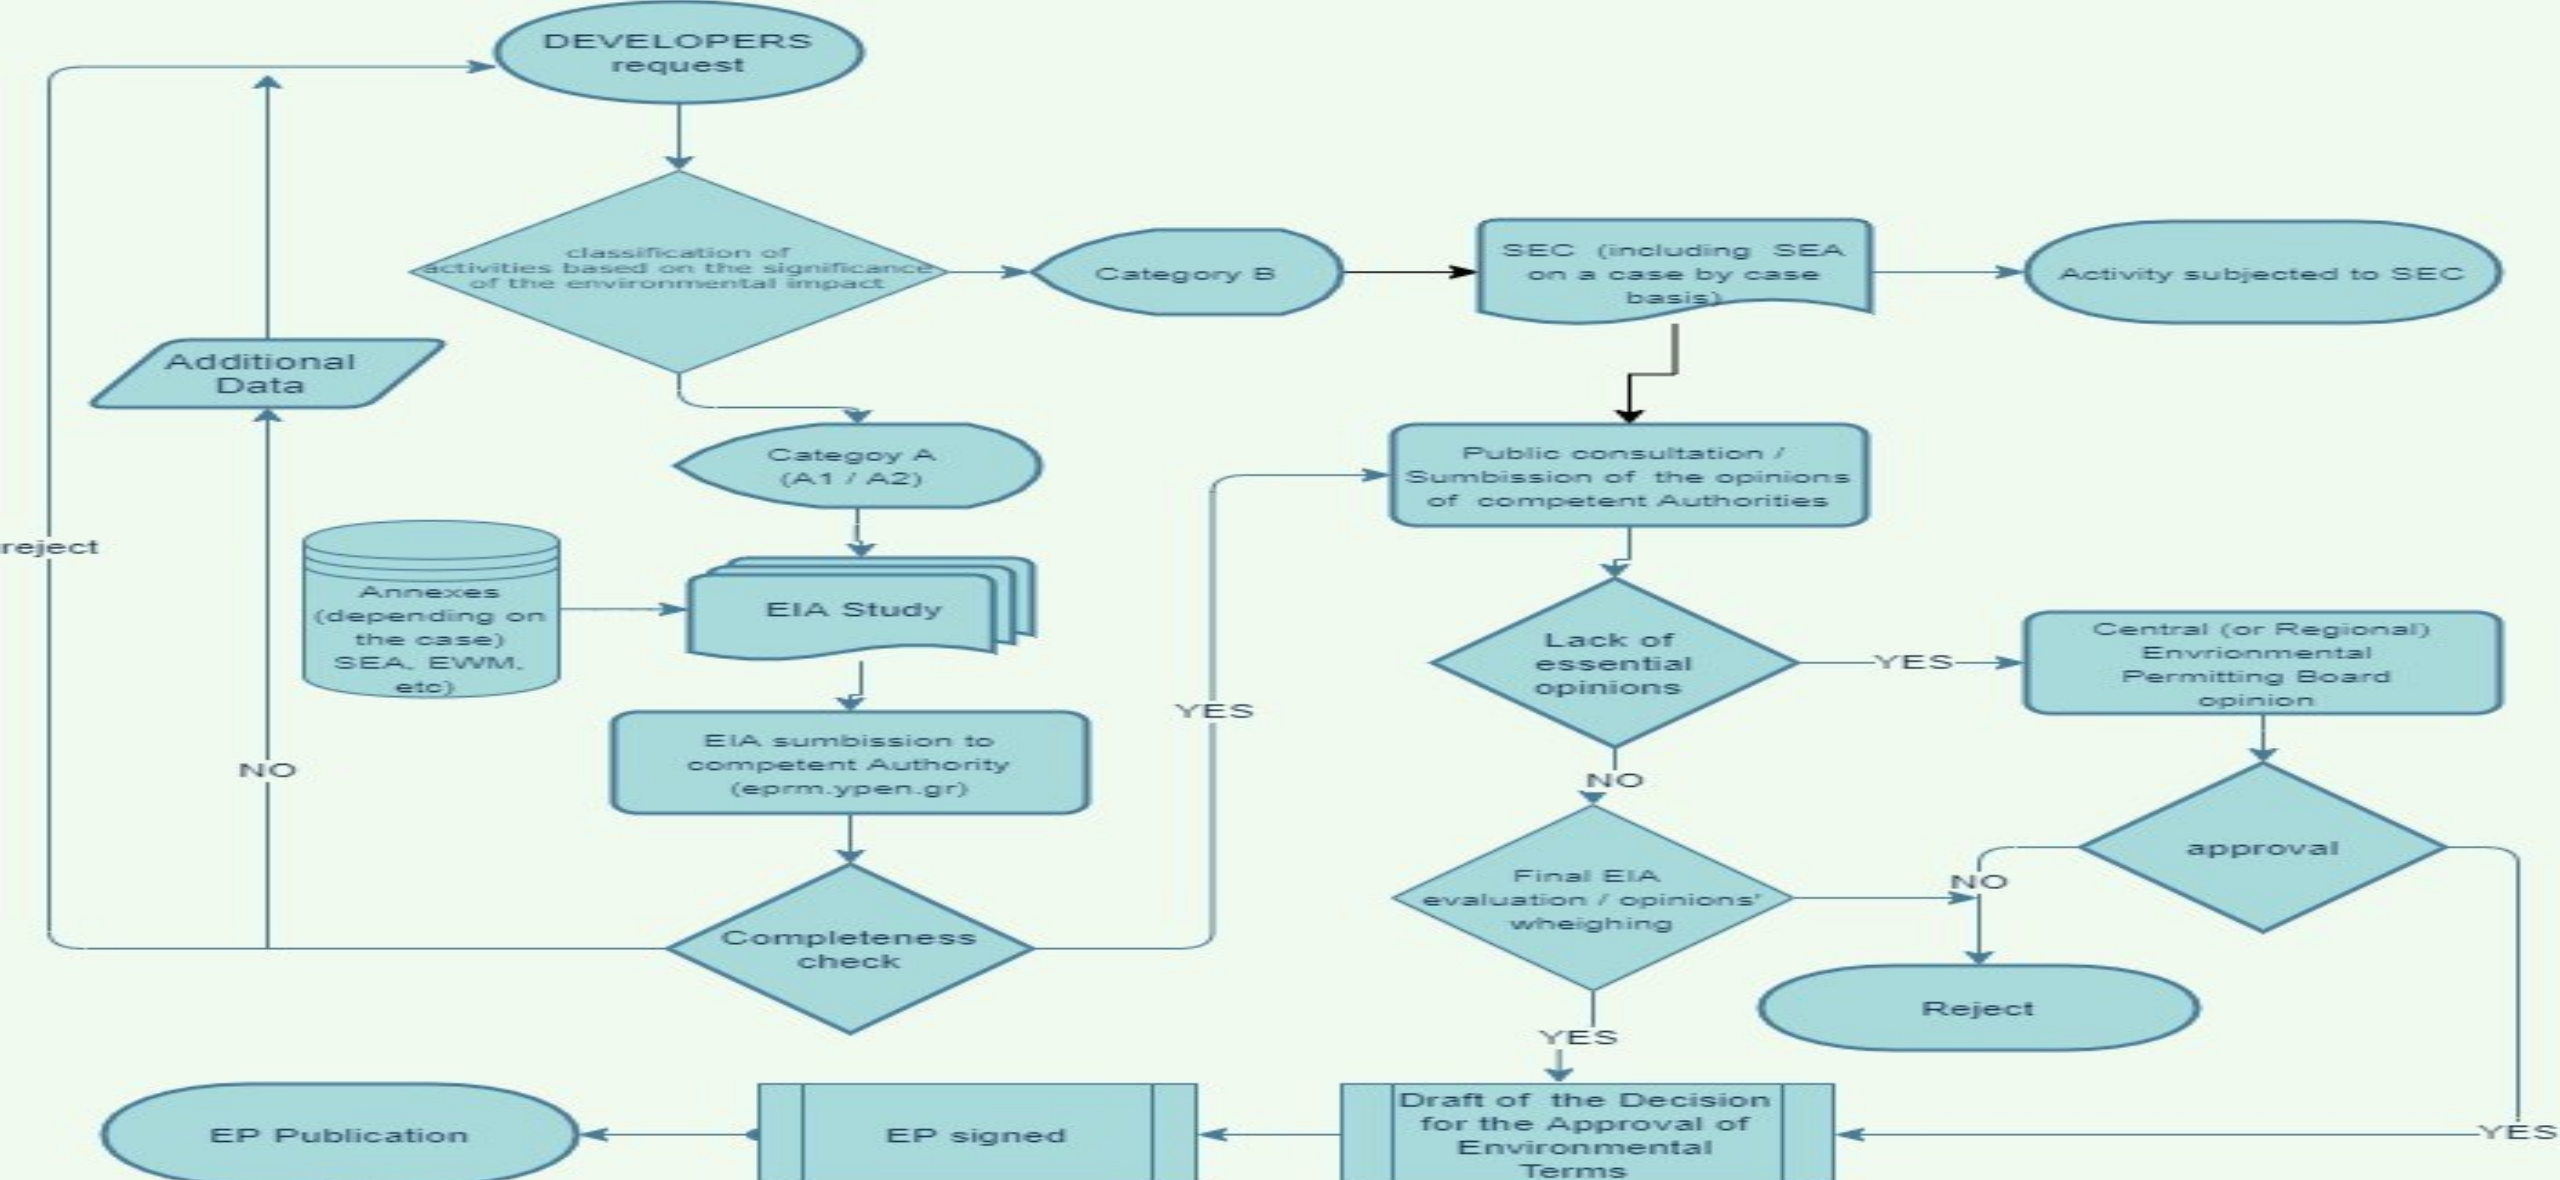 DEVELOPERS
request
classification of
activities based on the significance
of the environmental impact
Category B
SEC (including SEA
on a case by case
basis)
Activity subjected to SEC
Additional
Data
Categoy A
(A1 / A2)
Public consultation /
Sumbission of the opinions
of competent Authorities
reject
Annexes
(depending on
the case)
SEA, EWM,
etc)
EIA Study
Lack of
essential
opinions
YES
Central (or Regional)
Envrionmental
Permitting Board
opinion
YES
EIA sumbission to
competent Authority
(eprm.ypen.gr)
NO
NO
approval
Final EIA
evaluation / opinions'
wheighing
NO
Completeness
check
Reject
YES
Draft of the Decision
for the Approval of
Environmental
Terms
EP signed
EP Publication
YES